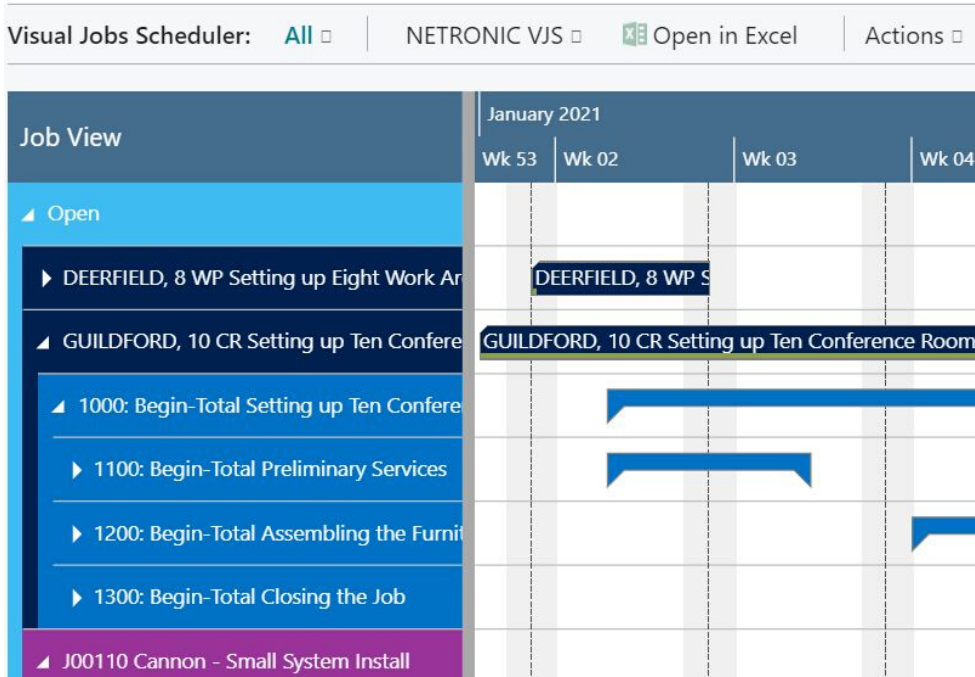 Visual Jobs Scheduler: All NETRONIC VJS Open in Excel Actions
Job View
January 2021
Wk 53 Wk 02 Wk 03 Wk 04
Open
DEERFIELD, 8 WP Setting up Eight Work Ar
DEERFIELD, 8 WP S
GUILDFORD, 10 CR Setting up Ten Confere
GUILDFORD, 10 CR Setting up Ten Conference Room
1000: Begin-Total Setting up Ten Confere
1100: Begin-Total Preliminary Services
1200: Begin-Total Assembling the Furnit
1300: Begin-Total Closing the Job
J00110 Cannon - Small System Install